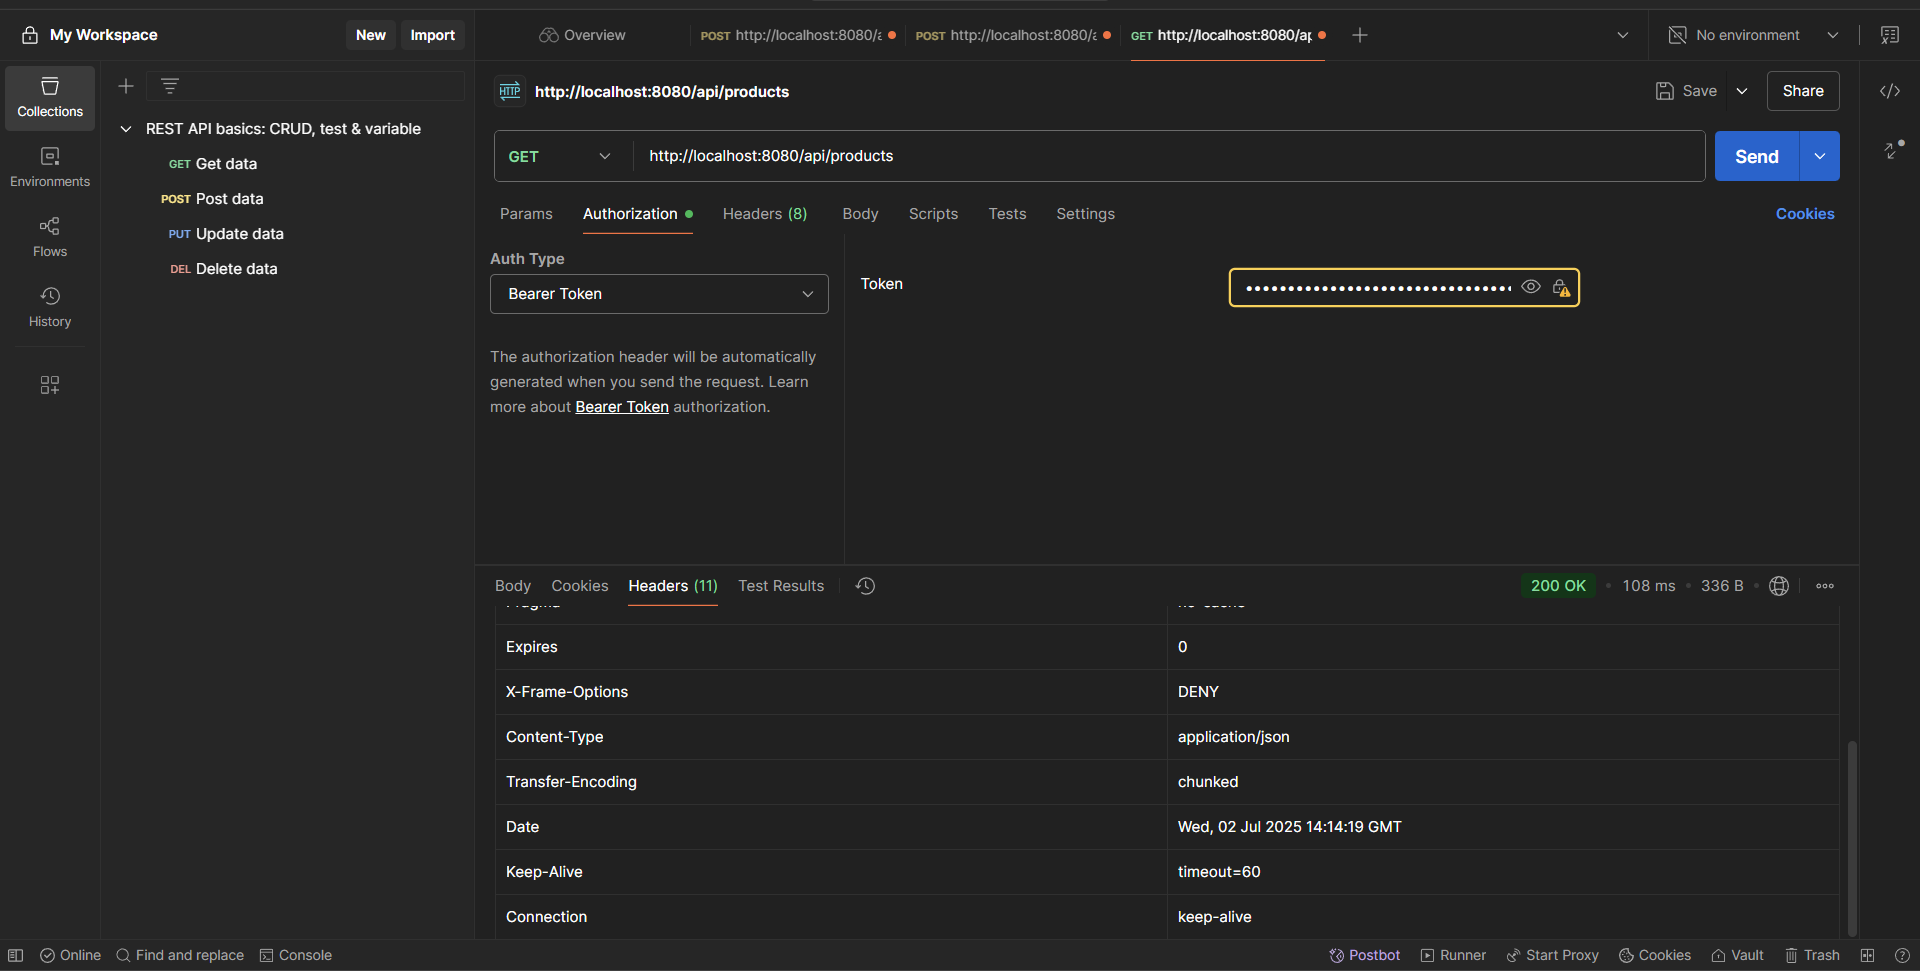 My Workspace
New
Import
Overview
POST http://localhost:8080/a
POST http://localhost:8080/a
GET http://localhost:8080/ap
No environment
Collections
Environments
Flows
History
REST API basics: CRUD, test & variable
GET Get data
POST Post data
PUT Update data
DEL Delete data
HTTP http://localhost:8080/api/products
Save
Share
GET
http://localhost:8080/api/products
Send
Params
Authorization
Headers (8)
Body
Scripts
Tests
Settings
Cookies
Auth Type
Bearer Token
The authorization header will be automatically
generated when you send the request. Learn
more about Bearer Token authorization.
Token
Body
Cookies
Headers (11)
Test Results
200 OK
108 ms
336 B
Pragma no-cache
Expires 0
X-Frame-Options DENY
Content-Type application/json
Transfer-Encoding chunked
Date Wed, 02 Jul 2025 14:14:19 GMT
Keep-Alive timeout=60
Connection keep-alive
Online
Find and replace
Console
Postbot
Runner
Start Proxy
Cookies
Vault
Trash